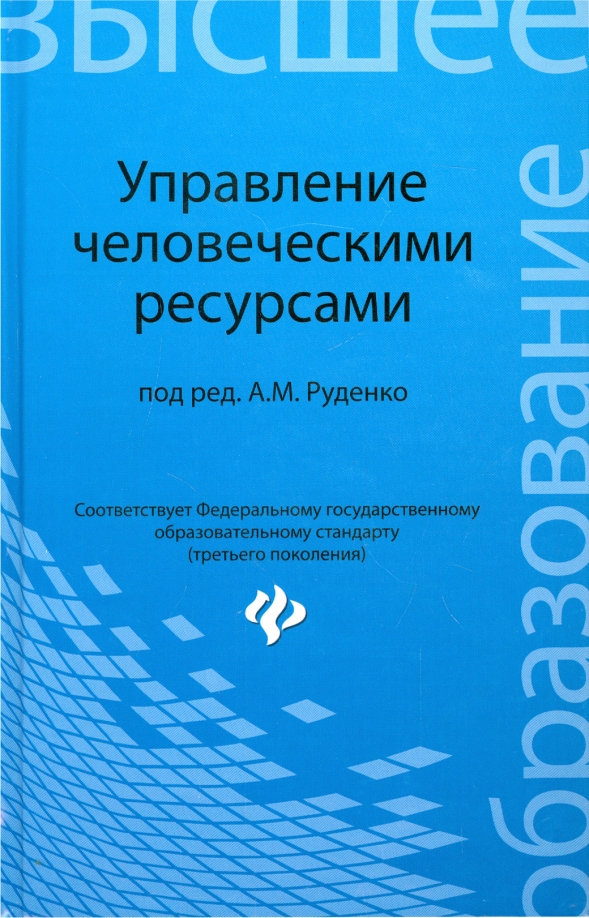 высшее
образование
Управление
человеческими
ресурсами
под ред. А.М. Руденко
Соответствует Федеральному государственному
образовательному стандарту
(третьего поколения)